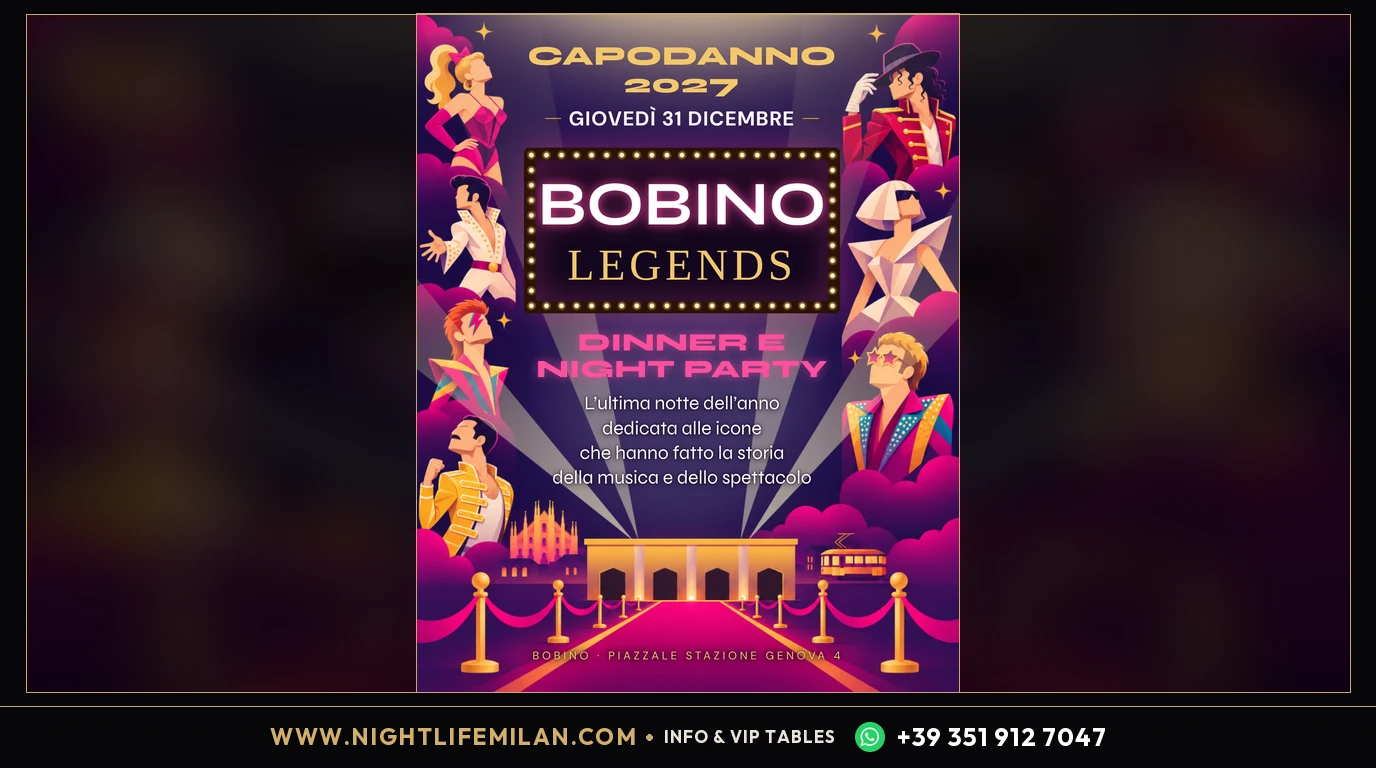 CAPODANNO
2027
GIOVEDÌ 31 DICEMBRE
BOBINO
LEGENDS
DINNER E
NIGHT PARTY
L'ultima notte dell'anno
dedicata alle icone
che hanno fatto la storia
della musica e dello spettacolo
BOBINO · PIAZZALE STAZIONE GENOVA 4
WWW.NIGHTLIFEMILAN.COM • INFO & VIP TABLES +39 351 912 7047